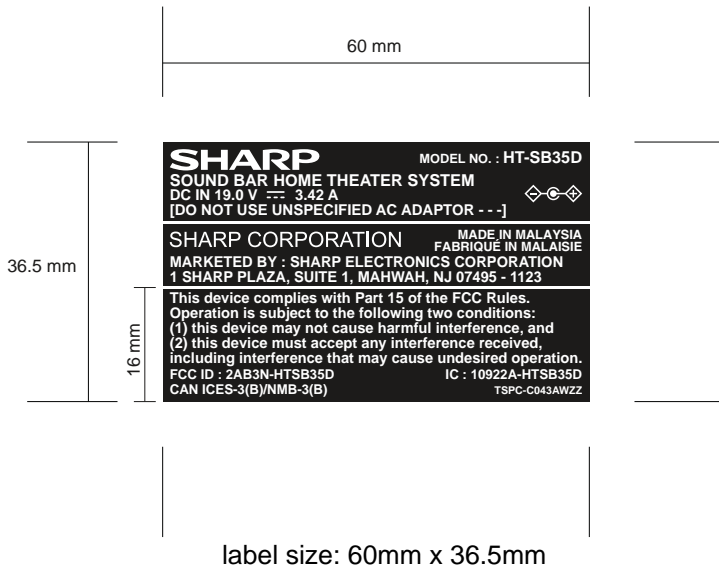 60 mm
SHARP MODEL NO. : HT-SB35D
SOUND BAR HOME THEATER SYSTEM
DC IN 19.0 V ⎓ 3.42 A
[DO NOT USE UNSPECIFIED AC ADAPTOR - - -]
SHARP CORPORATION
MADE IN MALAYSIA
FABRIQUÉ IN MALAISIE
MARKETED BY : SHARP ELECTRONICS CORPORATION
1 SHARP PLAZA, SUITE 1, MAHWAH, NJ 07495 - 1123
36.5 mm
16 mm
This device complies with Part 15 of the FCC Rules.
Operation is subject to the following two conditions:
(1) this device may not cause harmful interference, and
(2) this device must accept any interference received,
including interference that may cause undesired operation.
FCC ID : 2AB3N-HTSB35D IC : 10922A-HTSB35D
CAN ICES-3(B)/NMB-3(B) TSPC-C043AWZZ
label size: 60mm x 36.5mm